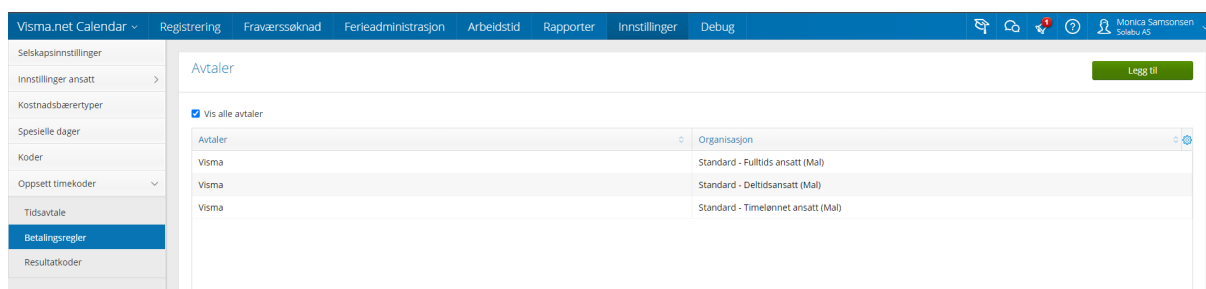 Visma.net Calendar Registrering Fraværssøknad Ferieadministrasjon Arbeidstid Rapporter Innstillinger Debug 1 Monica Samsonsen
Solabu AS
Selskapsinnstillinger
Innstillinger ansatt
Kostnadsbærertyper
Spesielle dager
Koder
Oppsett timekoder
Tidsavtale
Betalingsregler
Resultatkoder
Avtaler
Legg til
Vis alle avtaler
Avtaler Organisasjon
Visma Standard - Fulltids ansatt (Mal)
Visma Standard - Deltidsansatt (Mal)
Visma Standard - Timelønnet ansatt (Mal)